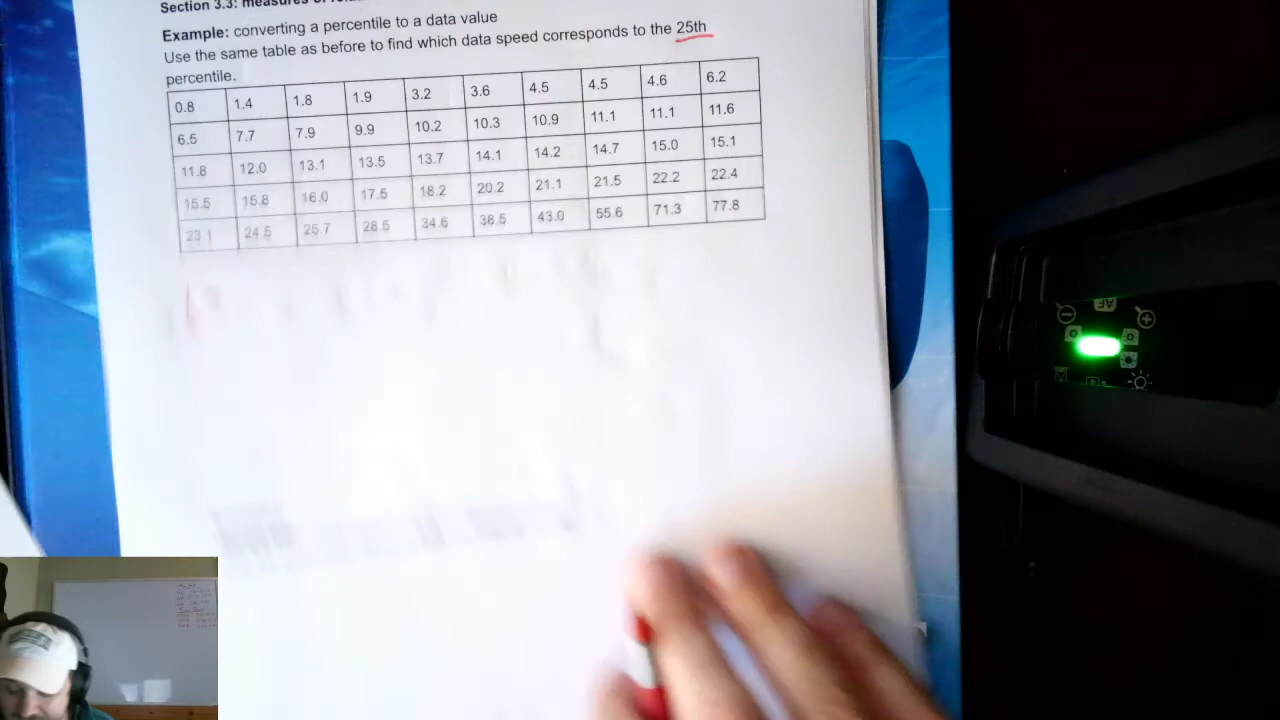 Section 3.3: measures of
Example: converting a percentile to a data value
Use the same table as before to find which data speed corresponds to the 25th
percentile.
0.8 1.4 1.8 1.9 3.2 3.6 4.5 4.5 4.6 6.2
6.5 7.7 7.9 9.9 10.2 10.3 10.9 11.1 11.1 11.6
11.8 12.0 13.1 13.5 13.7 14.1 14.2 14.7 15.0 15.1
15.5 15.8 16.0 17.5 18.2 20.2 21.1 21.5 22.2 22.4
23.1 24.5 25.7 28.5 34.6 38.5 43.0 55.6 71.3 77.8
AF